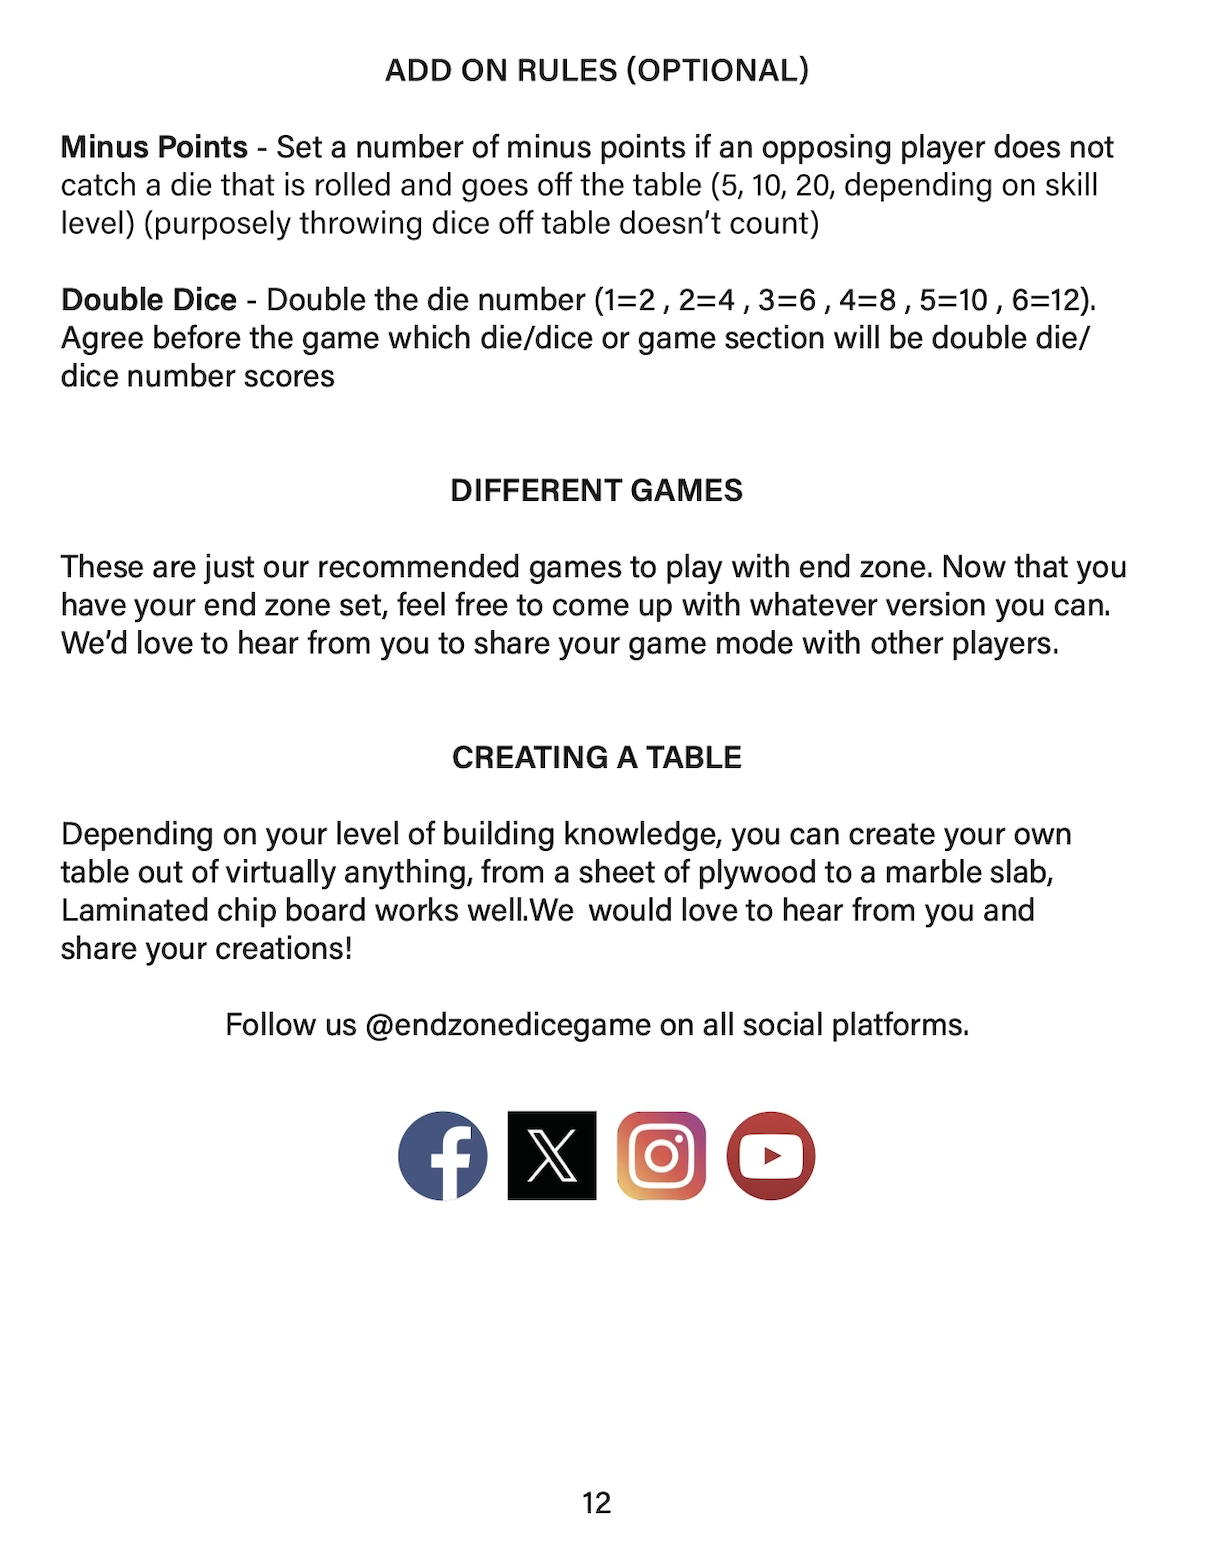 ADD ON RULES (OPTIONAL)
Minus Points - Set a number of minus points if an opposing player does not
catch a die that is rolled and goes off the table (5, 10, 20, depending on skill
level) (purposely throwing dice off table doesn’t count)
Double Dice - Double the die number (1=2 , 2=4 , 3=6 , 4=8 , 5=10 , 6=12).
Agree before the game which die/dice or game section will be double die/
dice number scores
DIFFERENT GAMES
These are just our recommended games to play with end zone. Now that you
have your end zone set, feel free to come up with whatever version you can.
We’d love to hear from you to share your game mode with other players.
CREATING A TABLE
Depending on your level of building knowledge, you can create your own
table out of virtually anything, from a sheet of plywood to a marble slab,
Laminated chip board works well.We  would love to hear from you and
share your creations!
Follow us @endzonedicegame on all social platforms.
12